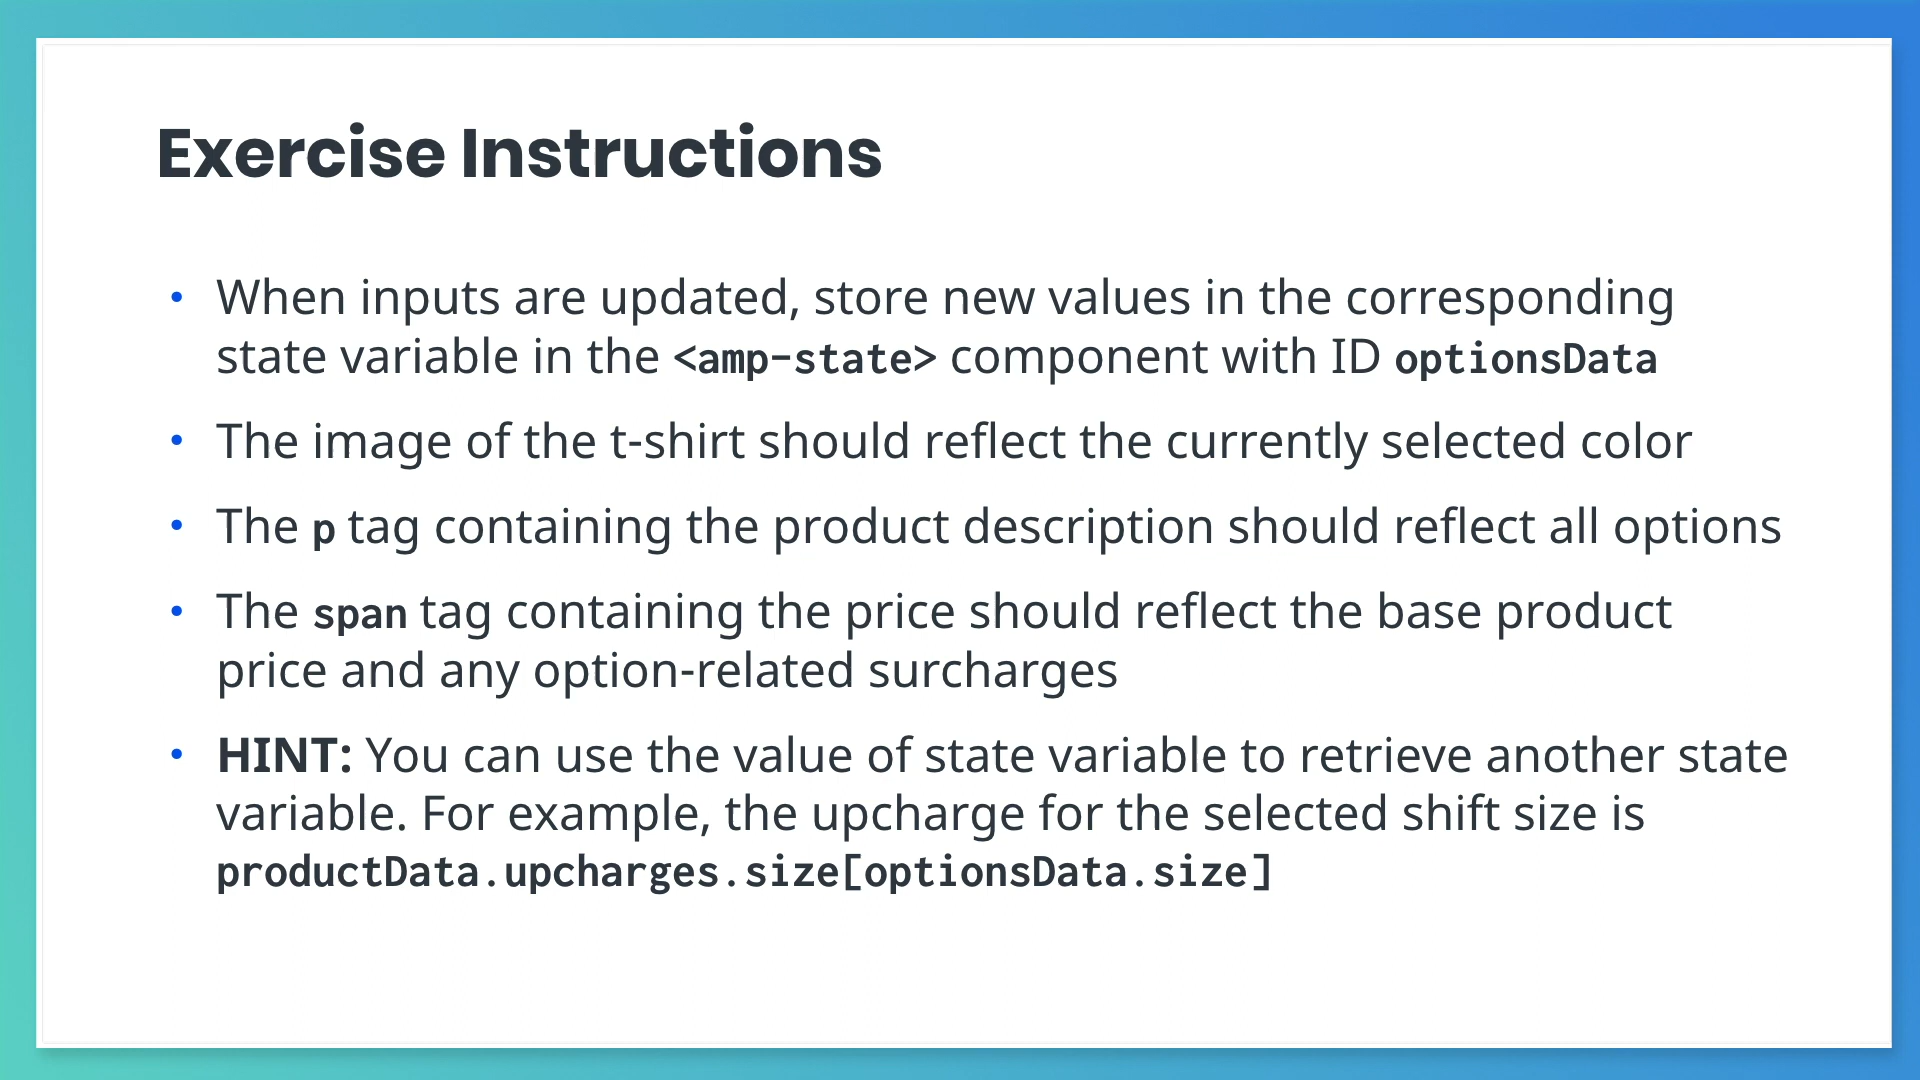 Exercise Instructions
• When inputs are updated, store new values in the corresponding
state variable in the <amp-state> component with ID optionsData
• The image of the t-shirt should reflect the currently selected color
• The p tag containing the product description should reflect all options
• The span tag containing the price should reflect the base product
price and any option-related surcharges
• HINT: You can use the value of state variable to retrieve another state
variable. For example, the upcharge for the selected shift size is
productData.upcharges.size[optionsData.size]